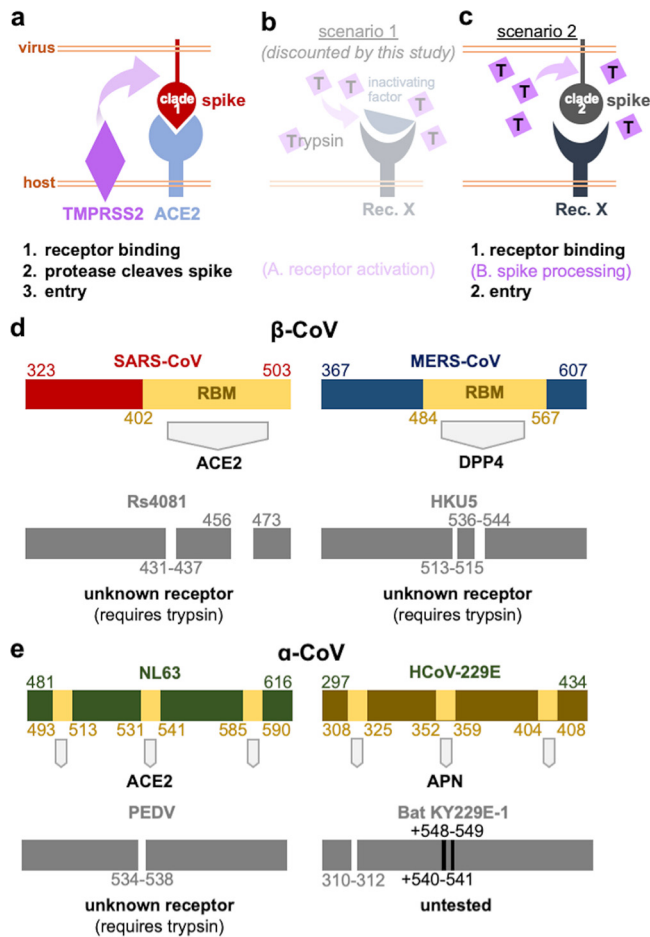 a
virus
clade
1
spike
host
TMPRSS2
ACE2
1. receptor binding
2. protease cleaves spike
3. entry
b
scenario 1
(discounted by this study)
T
T
inactivating
factor
T
Trypsin
T
Rec. X
(A. receptor activation)
c
scenario 2
T
T
T
T
clade
2
spike
T
Rec. X
1. receptor binding
(B. spike processing)
2. entry
d
β-CoV
SARS-CoV
323
503
RBM
402
ACE2
MERS-CoV
367
607
RBM
484
567
DPP4
Rs4081
456
473
431-437
unknown receptor
(requires trypsin)
HKU5
536-544
513-515
unknown receptor
(requires trypsin)
e
α-CoV
NL63
481
616
493
513
531
541
585
590
ACE2
HCoV-229E
297
434
308
325
352
359
404
408
APN
PEDV
534-538
unknown receptor
(requires trypsin)
Bat KY229E-1
+548-549
310-312
+540-541
untested